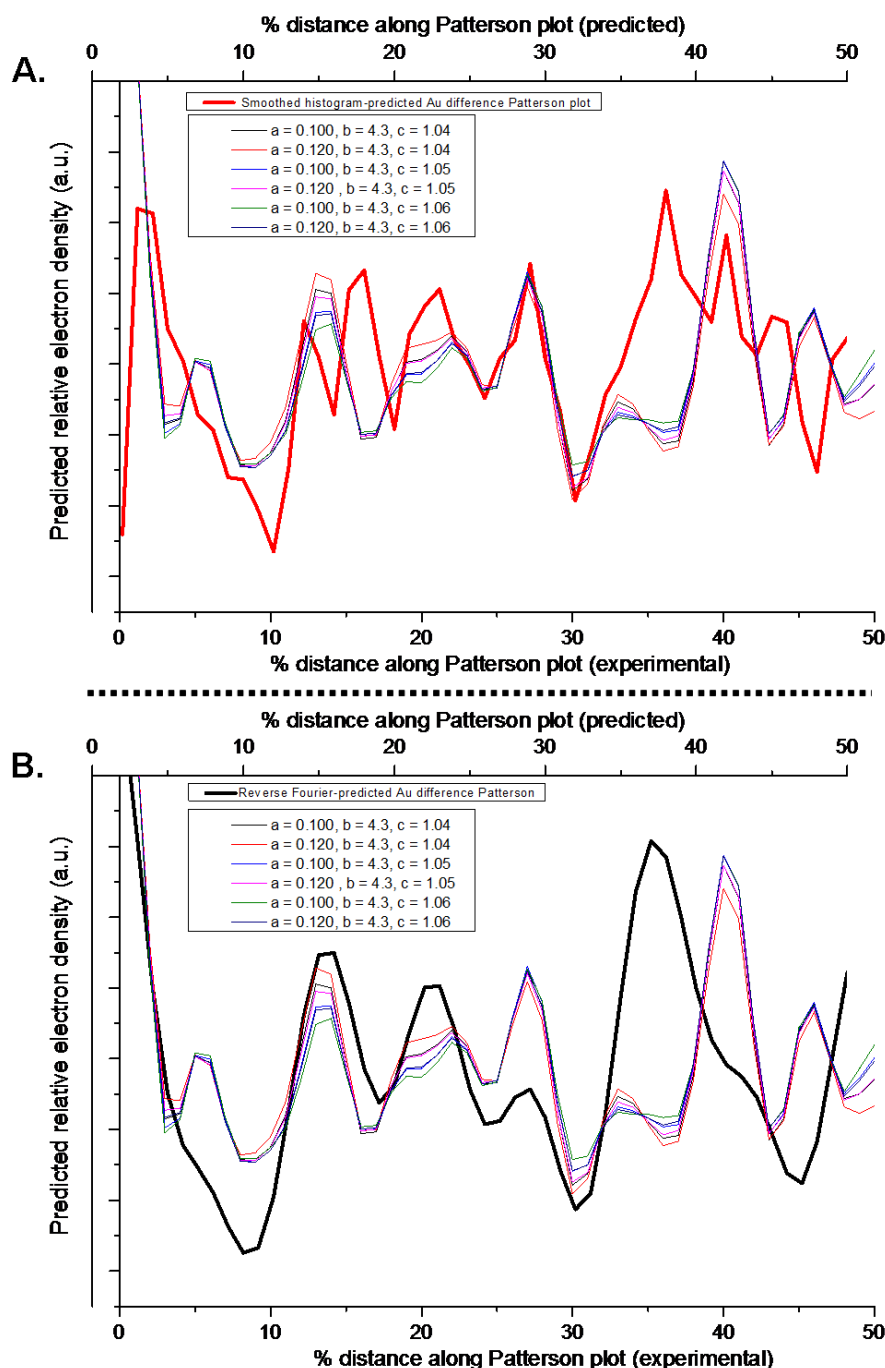 % distance along Patterson plot (predicted)
0 10 20 30 40 50
A.
Smoothed histogram-predicted Au difference Patterson plot
a = 0.100, b = 4.3, c = 1.04
a = 0.120, b = 4.3, c = 1.04
a = 0.100, b = 4.3, c = 1.05
a = 0.120 , b = 4.3, c = 1.05
a = 0.100, b = 4.3, c = 1.06
a = 0.120, b = 4.3, c = 1.06
Predicted relative electron density (a.u.)
0 10 20 30 40 50
% distance along Patterson plot (experimental)
% distance along Patterson plot (predicted)
0 10 20 30 40 50
B.
Reverse Fourier-predicted Au difference Patterson
a = 0.100, b = 4.3, c = 1.04
a = 0.120, b = 4.3, c = 1.04
a = 0.100, b = 4.3, c = 1.05
a = 0.120 , b = 4.3, c = 1.05
a = 0.100, b = 4.3, c = 1.06
a = 0.120, b = 4.3, c = 1.06
Predicted relative electron density (a.u.)
0 10 20 30 40 50
% distance along Patterson plot (experimental)